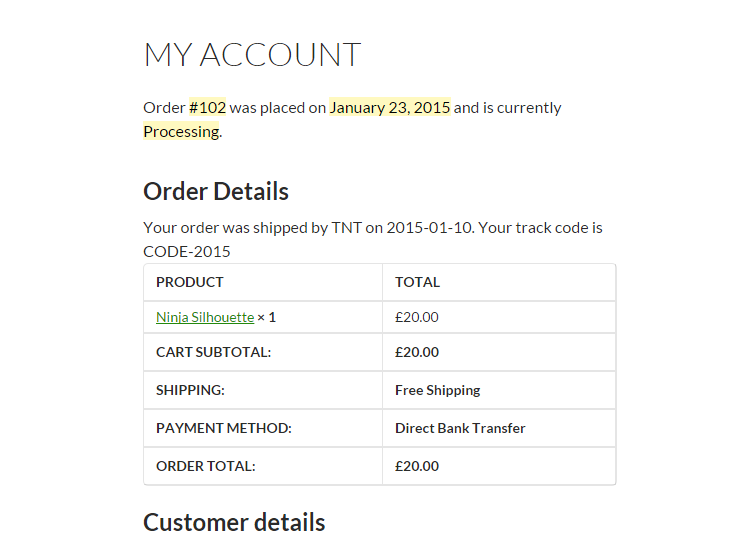 MY ACCOUNT
Order #102 was placed on January 23, 2015 and is currently
Processing.
Order Details
Your order was shipped by TNT on 2015-01-10. Your track code is
CODE-2015
PRODUCT TOTAL
Ninja Silhouette × 1 £20.00
CART SUBTOTAL: £20.00
SHIPPING: Free Shipping
PAYMENT METHOD: Direct Bank Transfer
ORDER TOTAL: £20.00
Customer details